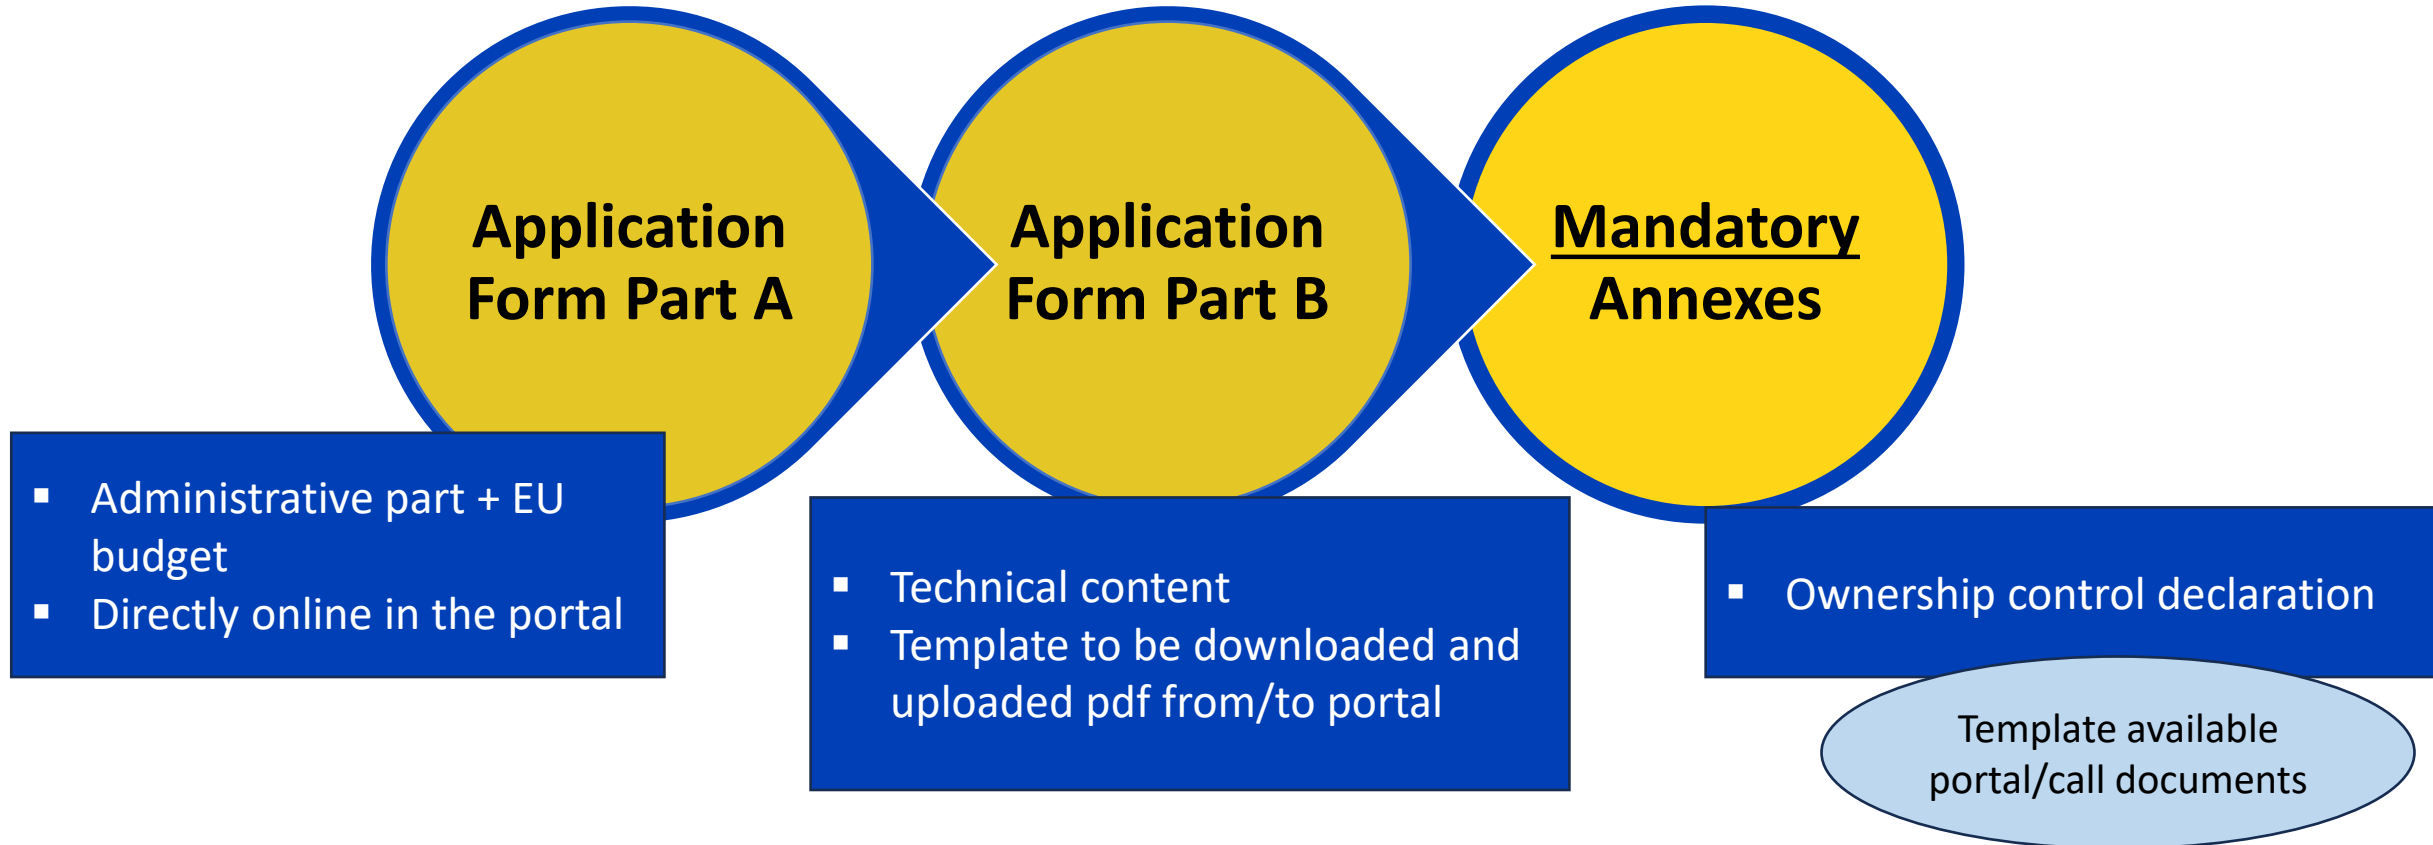 Application
Form Part A
Application
Form Part B
Mandatory
Annexes
▪ Administrative part + EU
budget
▪ Directly online in the portal
▪ Technical content
▪ Template to be downloaded and
uploaded pdf from/to portal
▪ Ownership control declaration
Template available
portal/call documents